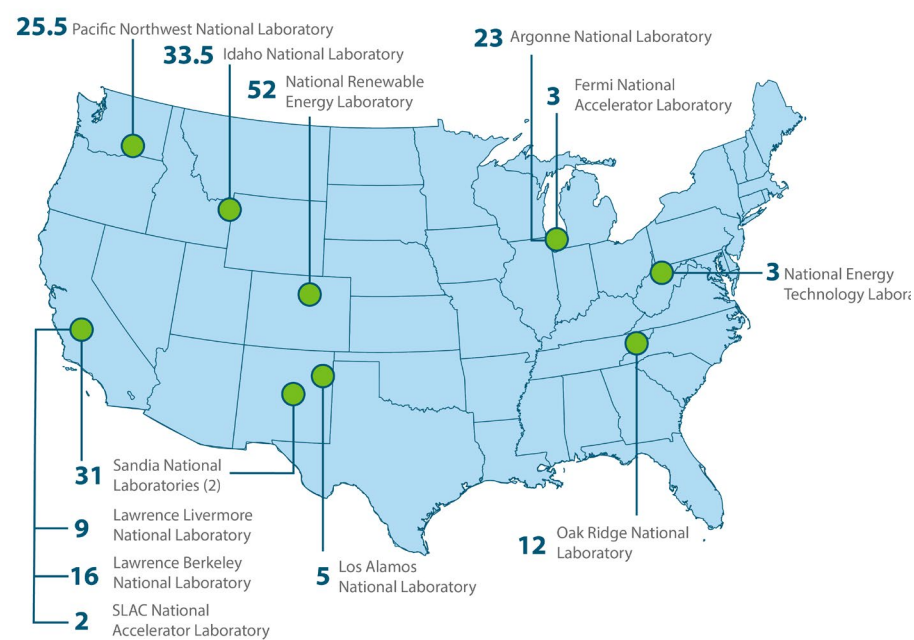 25.5 Pacific Northwest National Laboratory
33.5 Idaho National Laboratory
52 National Renewable
Energy Laboratory
23 Argonne National Laboratory
3 Fermi National
Accelerator Laboratory
3 National Energy
Technology Labora
31 Sandia National
Laboratories (2)
9 Lawrence Livermore
National Laboratory
16 Lawrence Berkeley
National Laboratory
2 SLAC National
Accelerator Laboratory
5 Los Alamos
National Laboratory
12 Oak Ridge National
Laboratory